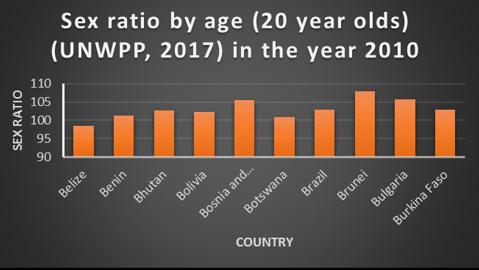 Sex ratio by age (20 year olds)
(UNWPP, 2017) in the year 2010
110
105
100
95
90
SEX RATIO
Belize
Benin
Bhutan
Bolivia
Bosnia and...
Botswana
Brazil
Brunei
Bulgaria
Burkina Faso
COUNTRY